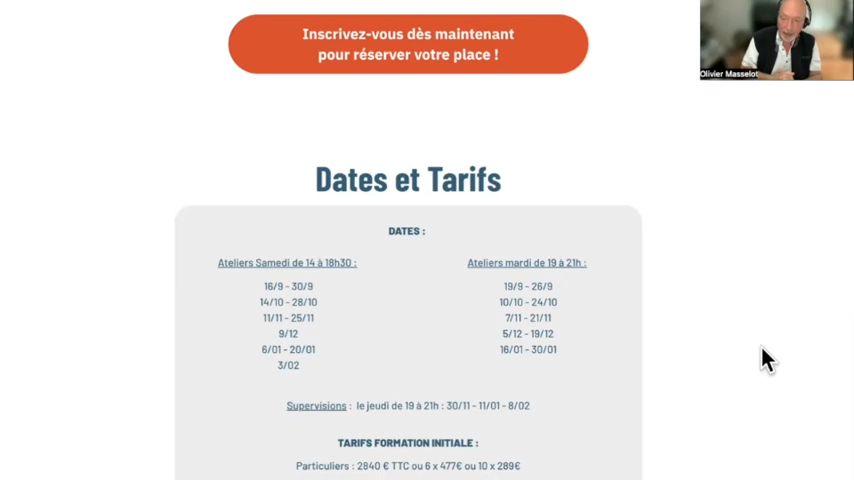 Inscrivez-vous dès maintenant
pour réserver votre place !
Olivier Masselot
Dates et Tarifs
DATES :
Ateliers Samedi de 14 à 18h30 :
16/9 - 30/9
14/10 - 28/10
11/11 - 25/11
9/12
6/01 - 20/01
3/02
Ateliers mardi de 19 à 21h :
19/9 - 26/9
10/10 - 24/10
7/11 - 21/11
5/12 - 19/12
16/01 - 30/01
Supervisions : le jeudi de 19 à 21h : 30/11 - 11/01 - 8/02
TARIFS FORMATION INITIALE :
Particuliers : 2840 € TTC ou 6 x 477€ ou 10 x 289€